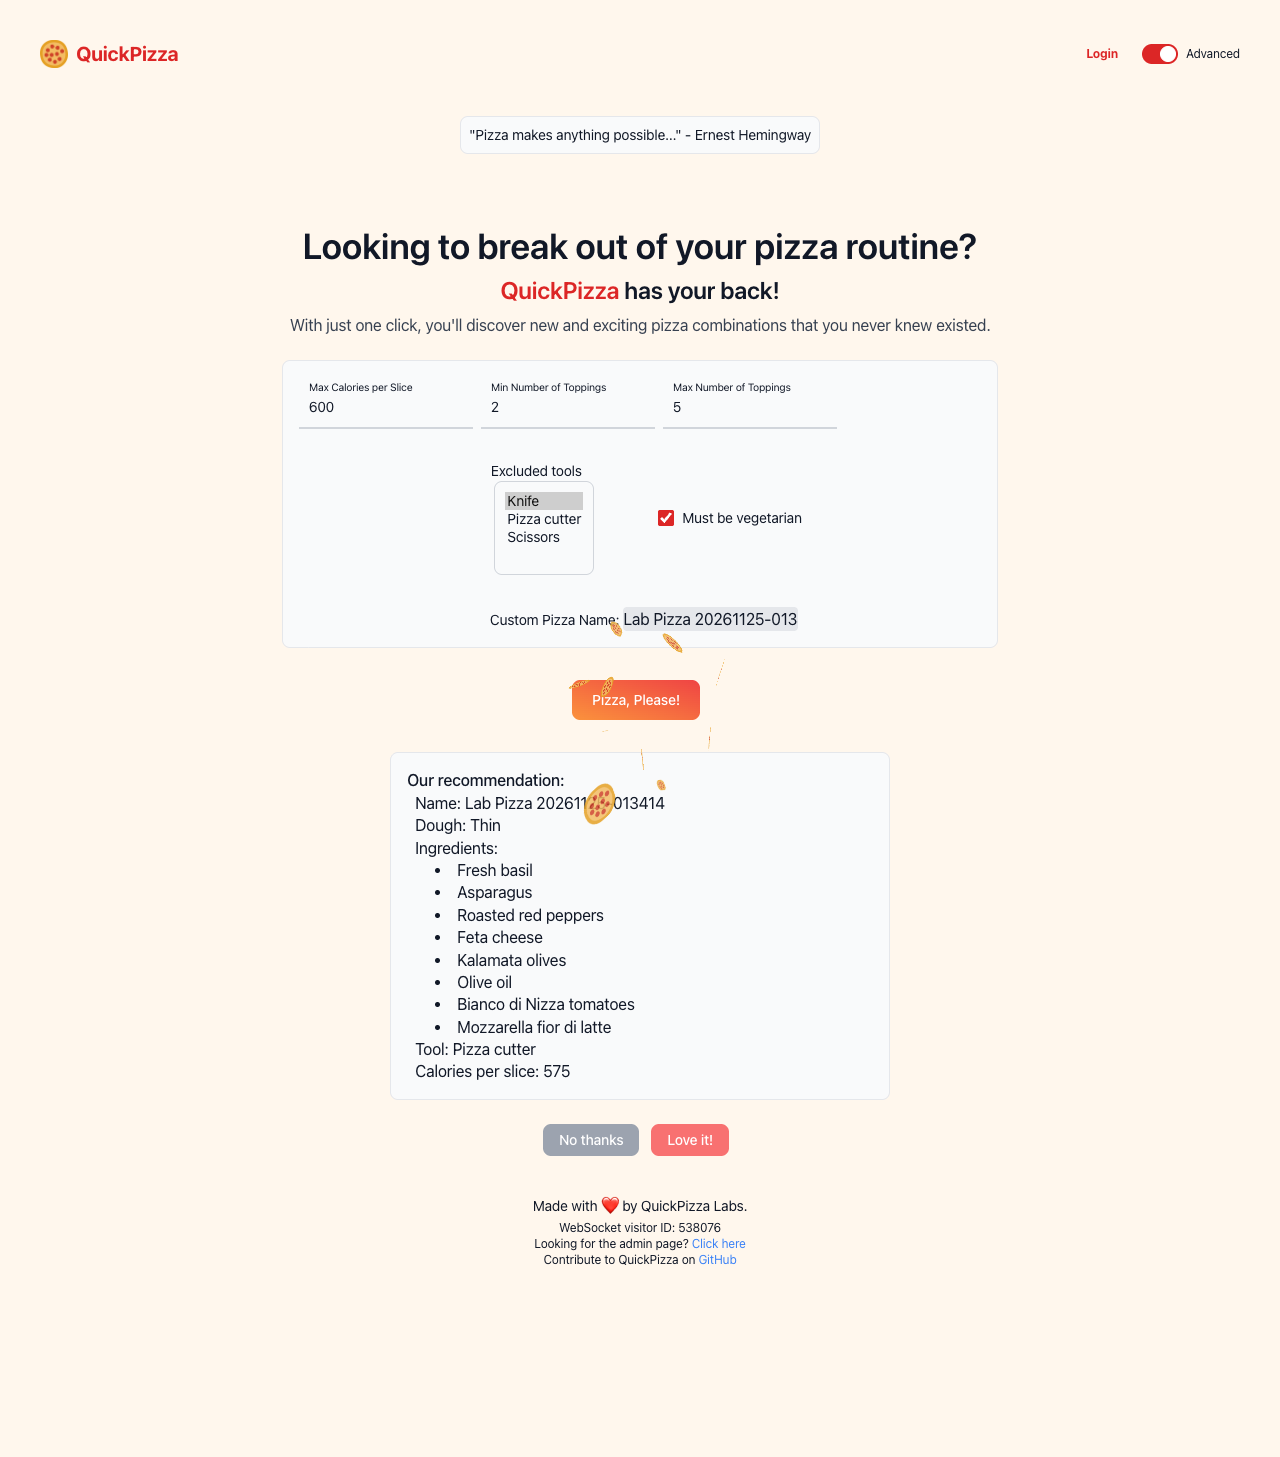 QuickPizza
Login
Advanced
"Pizza makes anything possible..." - Ernest Hemingway
Looking to break out of your pizza routine?
QuickPizza has your back!
With just one click, you'll discover new and exciting pizza combinations that you never knew existed.
Max Calories per Slice
600
Min Number of Toppings
2
Max Number of Toppings
5
Excluded tools
Knife
Pizza cutter
Scissors
Must be vegetarian
Custom Pizza Name: Lab Pizza 20261125-013
Pizza, Please!
Our recommendation:
Name: Lab Pizza 013414
Dough: Thin
Ingredients:
• Fresh basil
• Asparagus
• Roasted red peppers
• Feta cheese
• Kalamata olives
• Olive oil
• Bianco di Nizza tomatoes
• Mozzarella fior di latte
Tool: Pizza cutter
Calories per slice: 575
No thanks
Love it!
Made with ❤️ by QuickPizza Labs.
WebSocket visitor ID: 538076
Looking for the admin page? Click here
Contribute to QuickPizza on GitHub